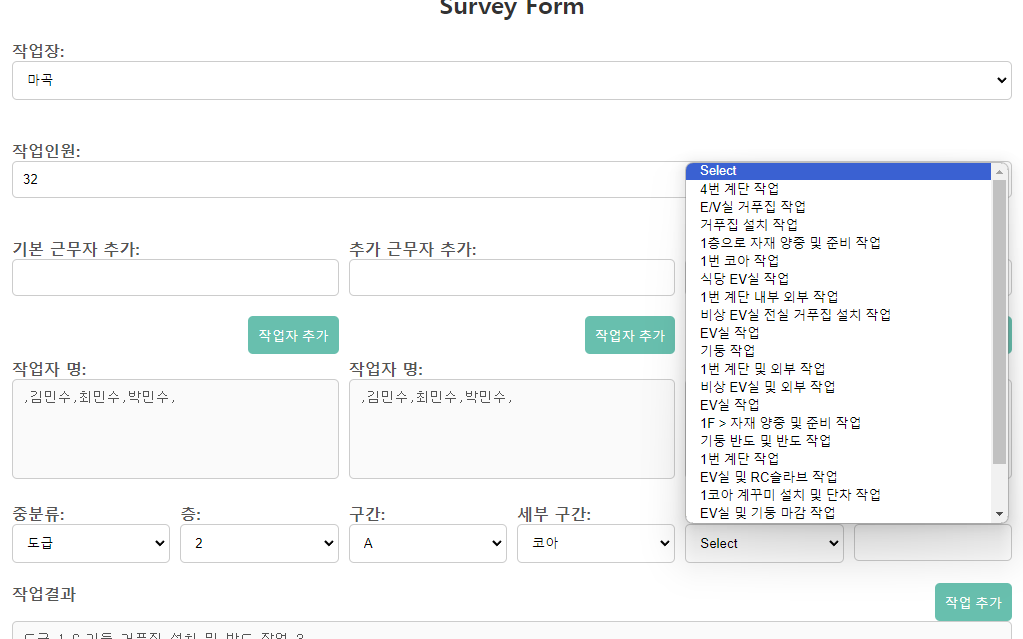 Survey Form
작업장:
마곡
작업인원:
32
기본 근무자 추가:
추가 근무자 추가:
작업자 추가
작업자 추가
작업자 명:
작업자 명:
,김민수,최민수,박민수,
,김민수,최민수,박민수,
Select
4번 계단 작업
E/V실 거푸집 작업
거푸집 설치 작업
1층으로 자재 양중 및 준비 작업
1번 코아 작업
식당 EV실 작업
1번 계단 내부 외부 작업
비상 EV실 전실 거푸집 설치 작업
EV실 작업
기둥 작업
1번 계단 및 외부 작업
비상 EV실 및 외부 작업
EV실 작업
1F > 자재 양중 및 준비 작업
기둥 반도 및 반도 작업
1번 계단 작업
EV실 및 RC슬라브 작업
1코아 계꾸미 설치 및 단차 작업
EV실 및 기둥 마감 작업
중분류:
층:
구간:
세부 구간:
도급
2
A
코아
Select
작업결과
작업 추가